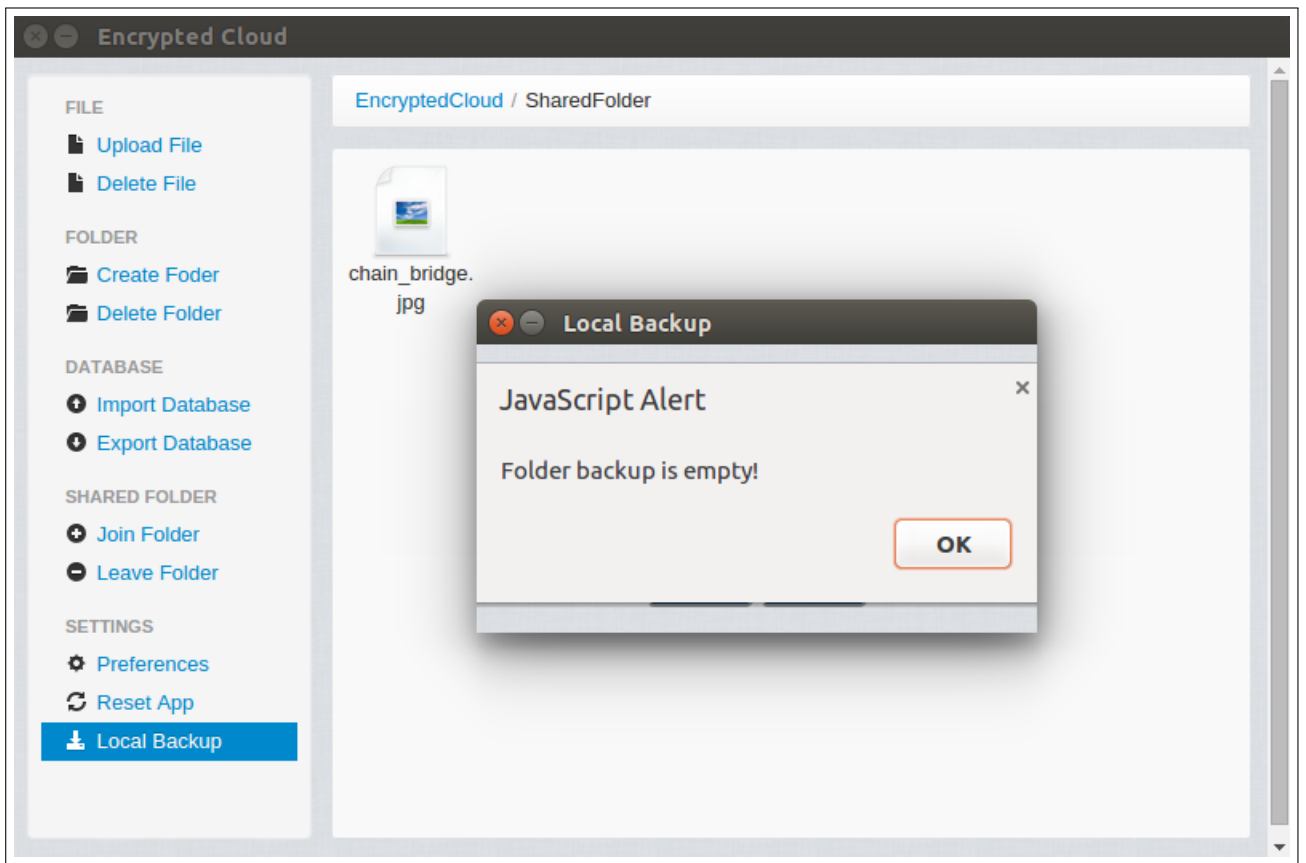 Encrypted Cloud
FILE
Upload File
Delete File
FOLDER
Create Foder
Delete Folder
DATABASE
Import Database
Export Database
SHARED FOLDER
Join Folder
Leave Folder
SETTINGS
Preferences
Reset App
Local Backup
EncryptedCloud / SharedFolder
chain_bridge.
jpg
Local Backup
JavaScript Alert
Folder backup is empty!
OK